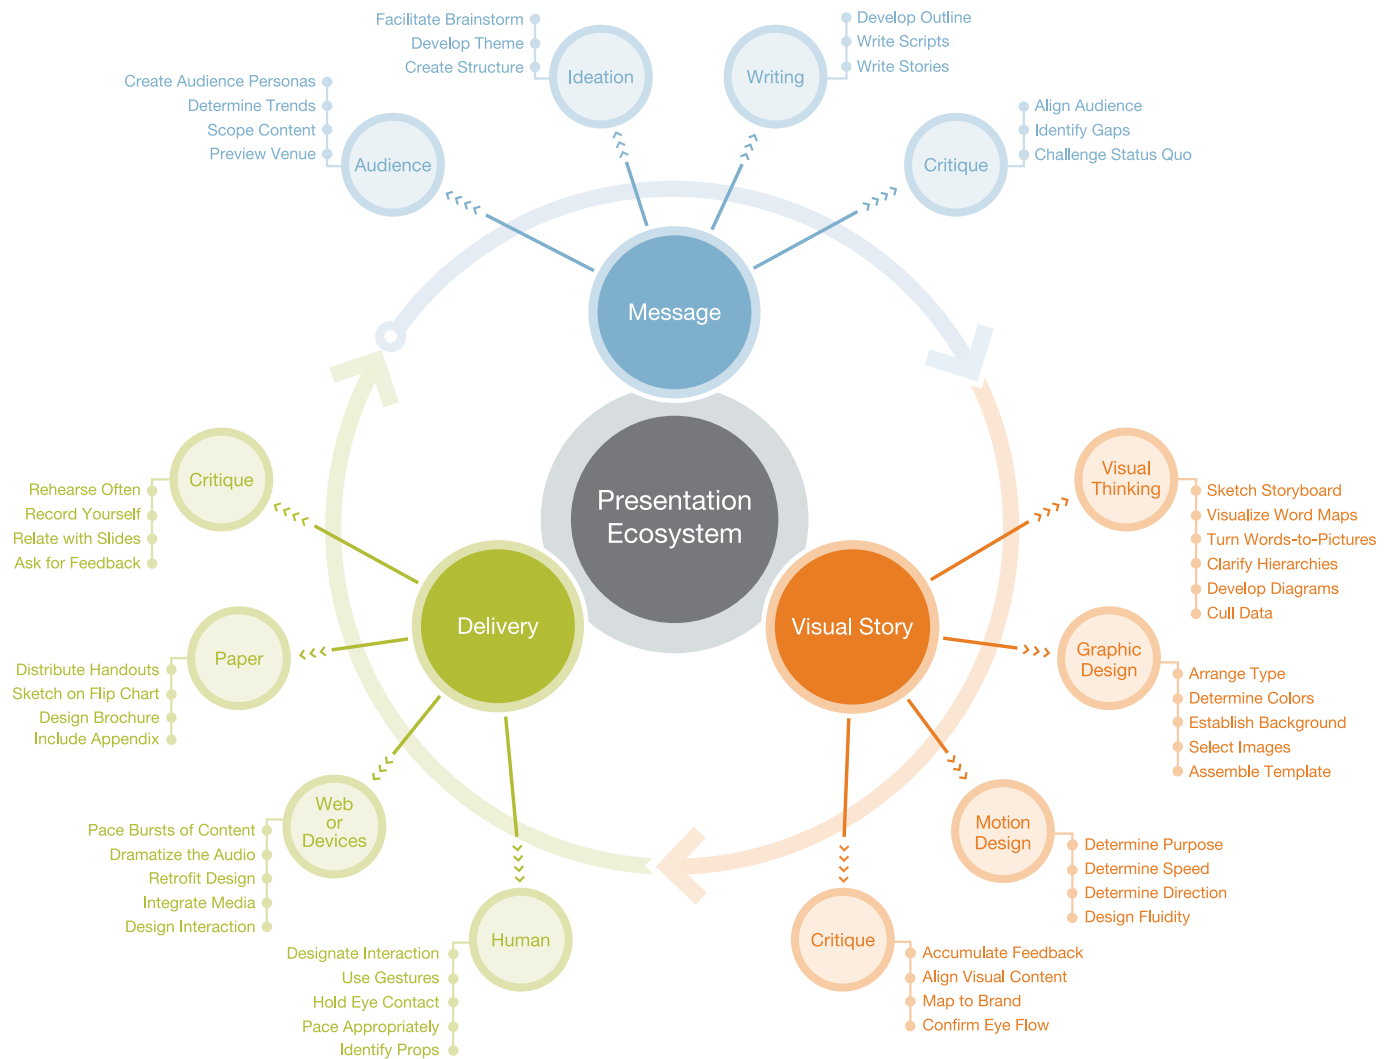 Facilitate Brainstorm
Develop Theme
Create Structure
Ideation
Develop Outline
Write Scripts
Write Stories
Writing
Create Audience Personas
Determine Trends
Scope Content
Preview Venue
Audience
Align Audience
Identify Gaps
Challenge Status Quo
Critique
Message
Presentation
Ecosystem
Visual
Thinking
Sketch Storyboard
Visualize Word Maps
Turn Words-to-Pictures
Clarify Hierarchies
Develop Diagrams
Cull Data
Visual Story
Graphic
Design
Arrange Type
Determine Colors
Establish Background
Select Images
Assemble Template
Motion
Design
Determine Purpose
Determine Speed
Determine Direction
Design Fluidity
Critique
Accumulate Feedback
Align Visual Content
Map to Brand
Confirm Eye Flow
Delivery
Human
Designate Interaction
Use Gestures
Hold Eye Contact
Pace Appropriately
Identify Props
Web
or
Devices
Pace Bursts of Content
Dramatize the Audio
Retrofit Design
Integrate Media
Design Interaction
Paper
Distribute Handouts
Sketch on Flip Chart
Design Brochure
Include Appendix
Critique
Rehearse Often
Record Yourself
Relate with Slides
Ask for Feedback